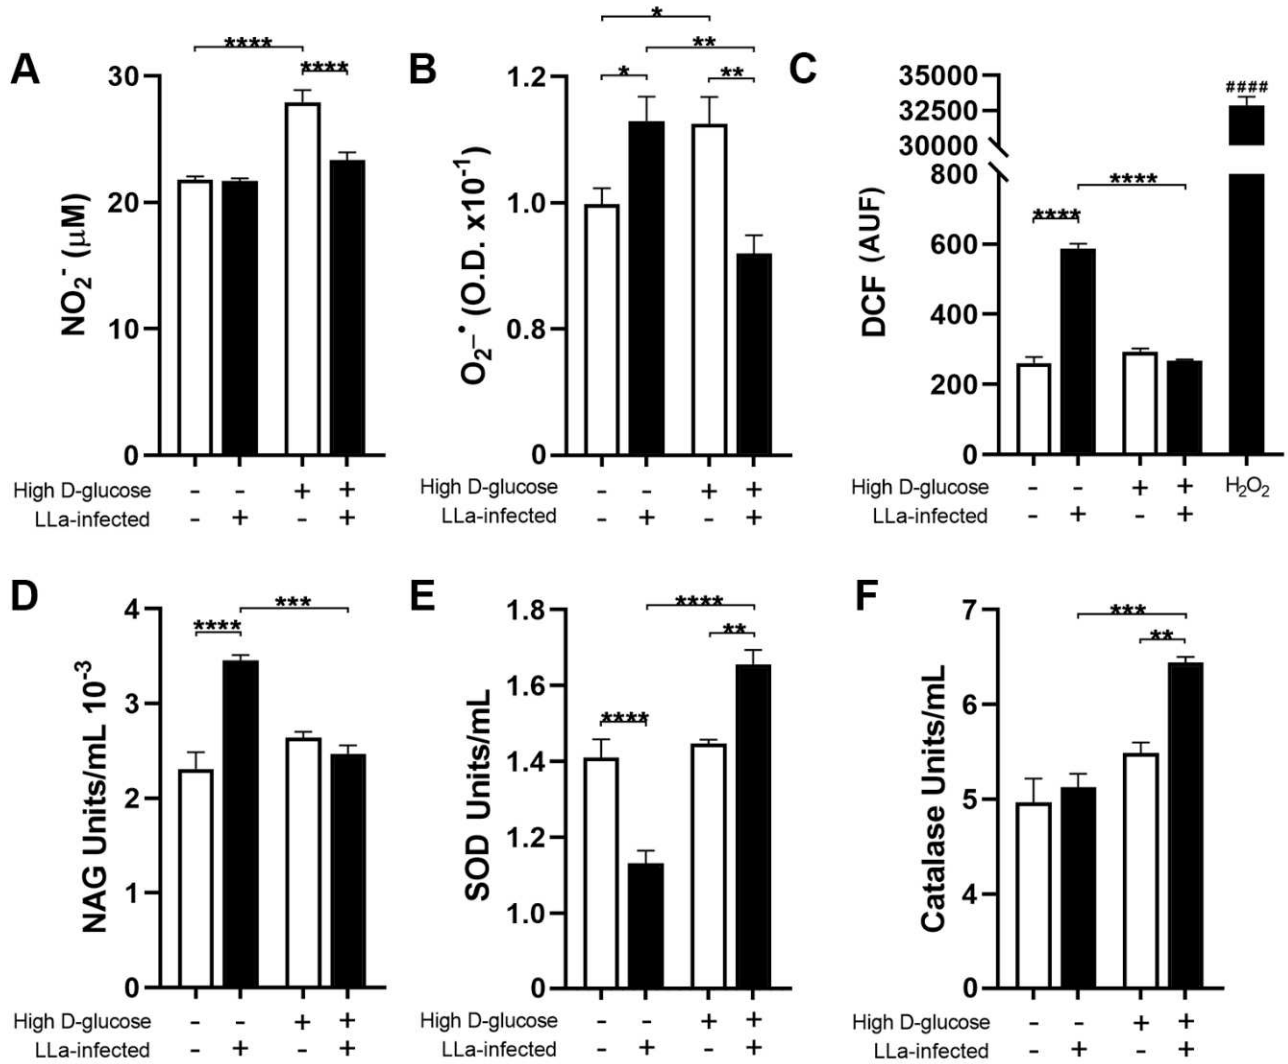 A
NO2- (μM)
30
20
10
0
****
****
High D-glucose - - + +
LLa-infected - + - +
B
O2–• (O.D. x10-1)
1.2
1.0
0.8
0
*
**
*
**
High D-glucose - - + +
LLa-infected - + - +
C
DCF (AUF)
35000
32500
30000
800
600
400
200
0
####
****
****
High D-glucose - - + + H2O2
LLa-infected - + - +
D
NAG Units/mL 10-3
4
3
2
1
0
***
****
High D-glucose - - + +
LLa-infected - + - +
E
SOD Units/mL
1.8
1.6
1.4
1.2
1.0
0
****
**
****
High D-glucose - - + +
LLa-infected - + - +
F
Catalase Units/mL
7
6
5
4
0
***
**
High D-glucose - - + +
LLa-infected - + - +